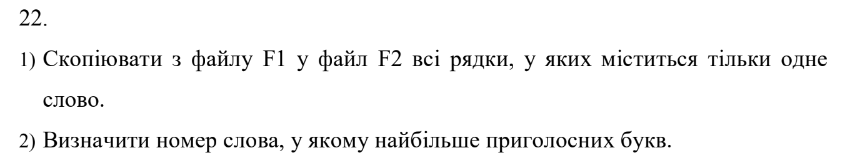 22.
1) Скопіювати з файлу F1 у файл F2 всі рядки, у яких міститься тільки одне
слово.
2) Визначити номер слова, у якому найбільше приголосних букв.